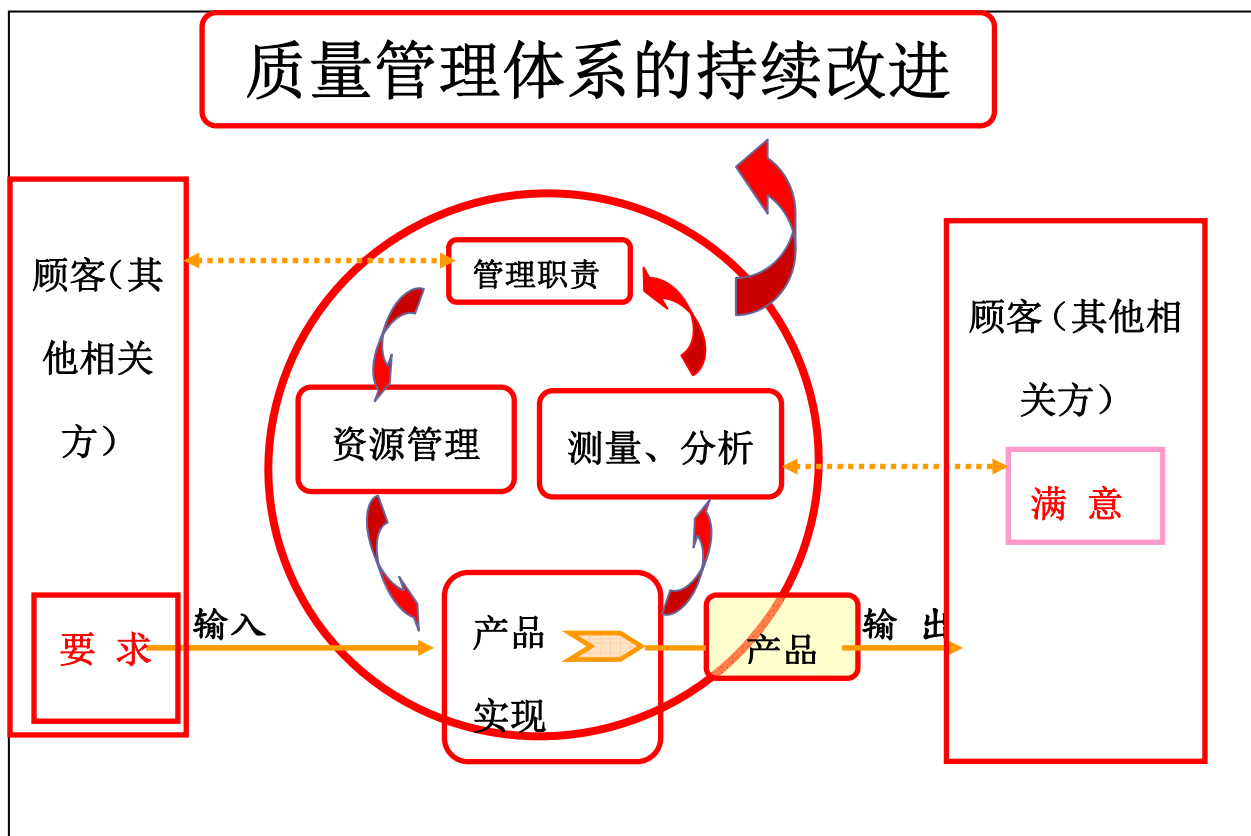 质量管理体系的持续改进
顾客（其
他相关
方）
要 求
输入
管理职责
资源管理
测量、分析
产品
实现
产品
输 出
顾客（其他相
关方）
满 意